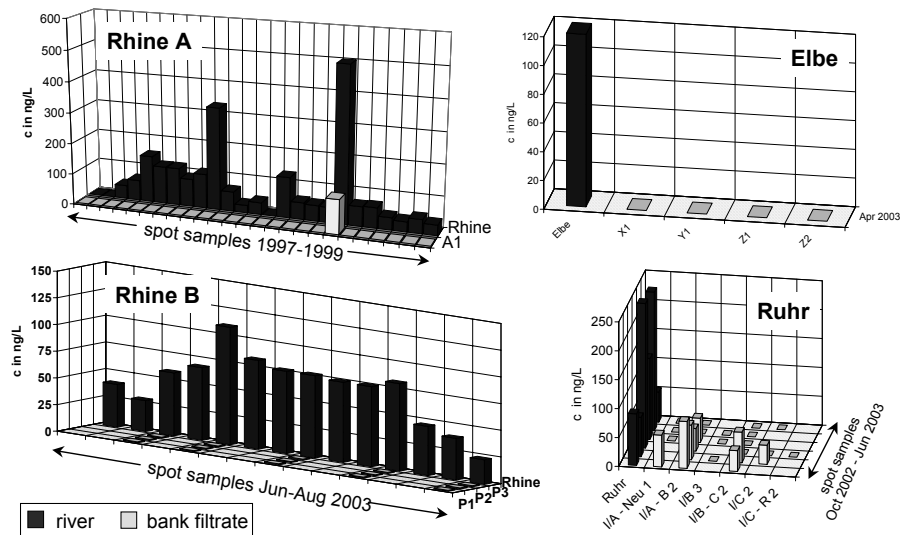 Rhine A
c in ng/L
600
500
400
300
200
100
0
spot samples 1997-1999
Rhine
A1
Elbe
c in ng/L
120
100
80
60
40
20
0
Elbe
X1
Y1
Z1
Z2
Apr 2003
Rhine B
c in ng/L
150
125
100
75
50
25
0
spot samples Jun-Aug 2003
P1
P2
P3
Rhine
Ruhr
c in ng/L
250
200
150
100
50
0
Ruhr
I/A - Neu 1
I/A - B 2
I/B 3
I/B - C 2
I/C 2
I/C - R 2
spot samples
Oct 2002 - Jun 2003
river
bank filtrate